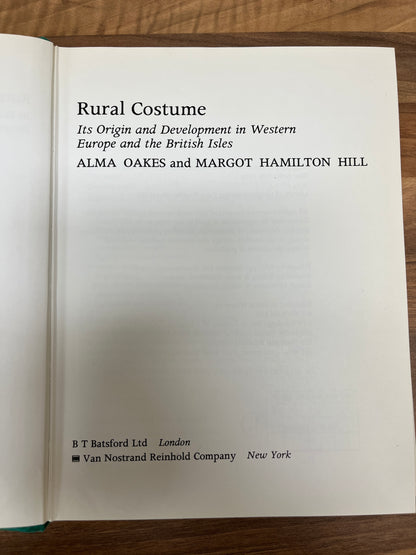 Rural Costume
Its Origin and Development in Western
Europe and the British Isles
ALMA OAKES and MARGOT HAMILTON HILL
B T Batsford Ltd London
Van Nostrand Reinhold Company New York